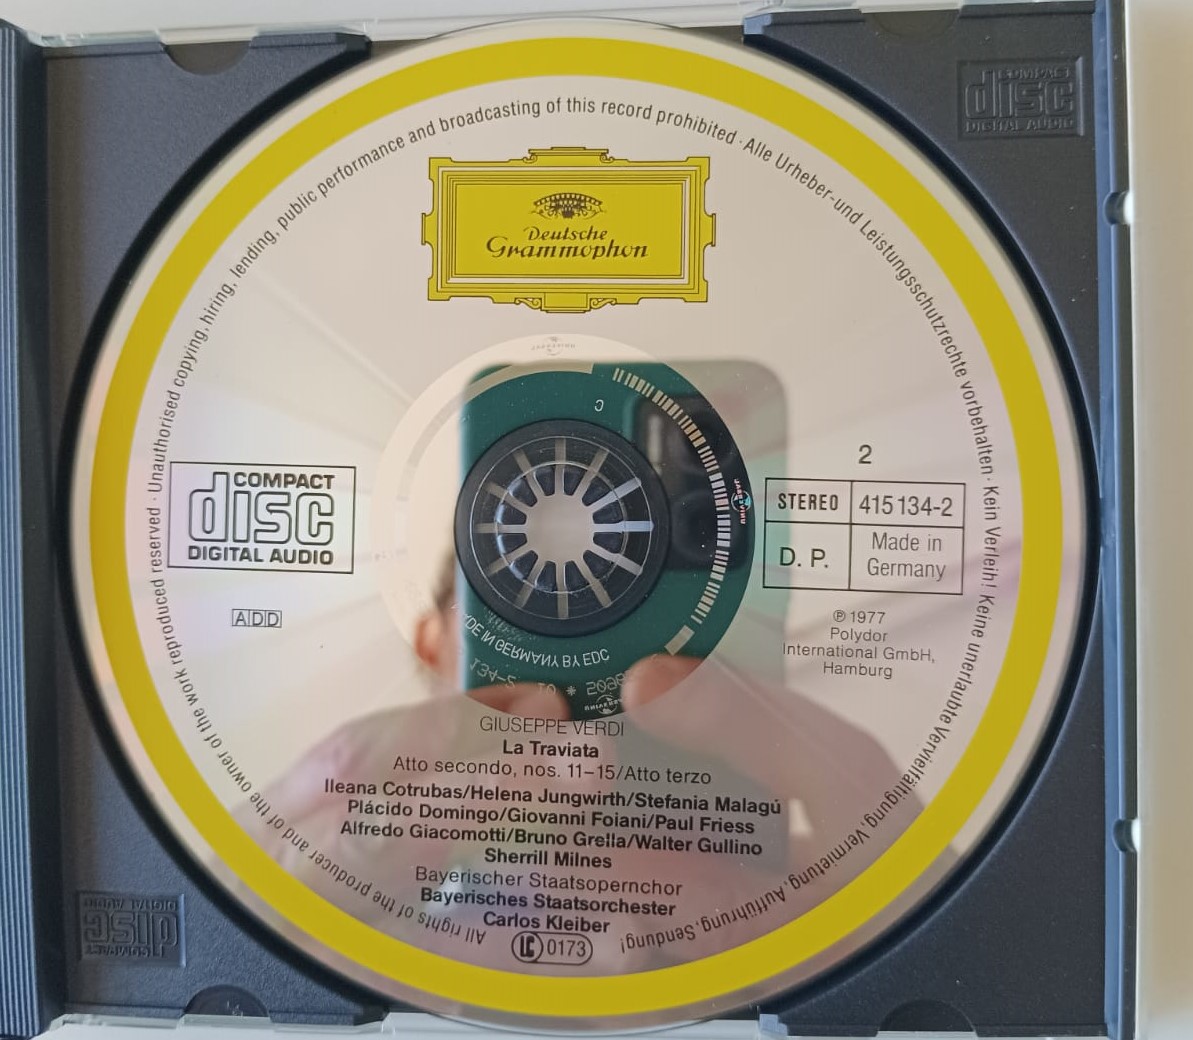 All rights of the producer and of the owner of the work reproduced reserved · Unauthorised copying, hiring, lending, public performance and broadcasting of this record prohibited · Alle Urheber-und Leistungsschutzrechte vorbehalten · Kein Verleih! Keine unerlaubte Vervielfältigung, Vermietung, Aufführung, Sendung!
Deutsche
Grammophon
COMPACT
disc
DIGITAL AUDIO
ADD
2
STEREO
415 134-2
D. P.
Made in
Germany
℗ 1977
Polydor
International GmbH,
Hamburg
GIUSEPPE VERDI
La Traviata
Atto secondo, nos. 11–15/Atto terzo
Ileana Cotrubas/Helena Jungwirth/Stefania Malagú
Plácido Domingo/Giovanni Foiani/Paul Friess
Alfredo Giacomotti/Bruno Grella/Walter Gullino
Sherrill Milnes
Bayerischer Staatsopernchor
Bayerisches Staatsorchester
Carlos Kleiber
LC 0173
IN GERMANY BY EDC
UNIVERSAL
COMPACT
disc
DIGITAL AUDIO
COMPACT
disc
DIGITAL AUDIO